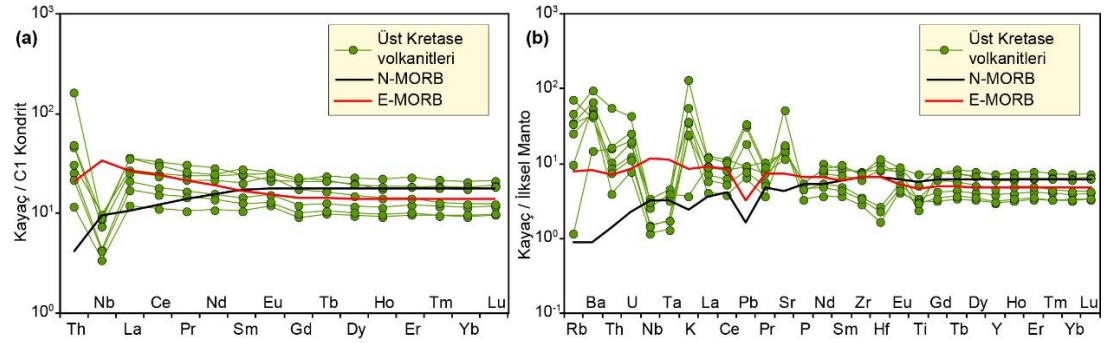 (a)
Kayaç / C1 Kondrit
10³
10²
10¹
10⁰
Üst Kretase
volkanitleri
N-MORB
E-MORB
Nb Ce Nd Eu Tb Ho Tm Lu
Th La Pr Sm Gd Dy Er Yb
(b)
Kayaç / İlksel Manto
10³
10²
10¹
10⁰
10⁻¹
Üst Kretase
volkanitleri
N-MORB
E-MORB
Ba U Ta La Pb Sr Nd Zr Eu Gd Dy Ho Tm Lu
Rb Th Nb K Ce Pr P Sm Hf Ti Tb Y Er Yb